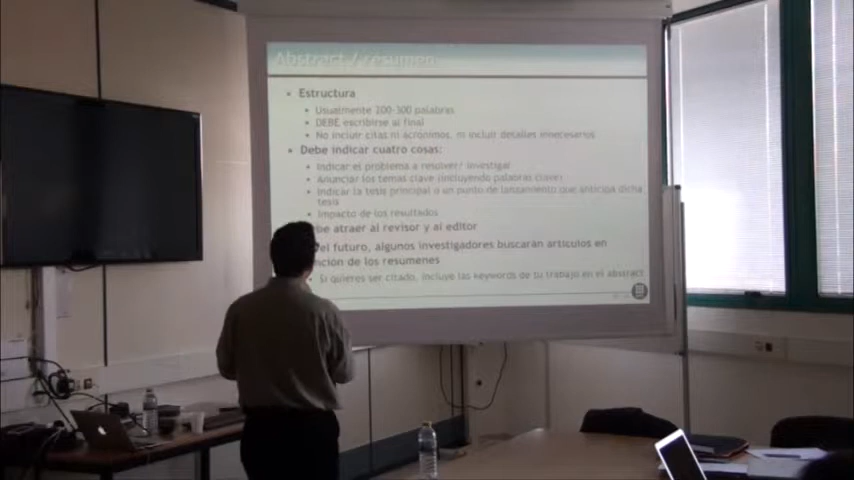 Abstract / resumen
Estructura
Usualmente 200-300 palabras
DEBE escribirse al final
No incluir citas ni acrónimos, ni incluir detalles innecesarios
Debe indicar cuatro cosas:
Indicar el problema a resolver/ investigar
Anunciar los temas clave (incluyendo palabras clave)
Indicar la tesis principal o un punto de lanzamiento que anticipa dicha
tesis
Impacto de los resultados
be atraer al revisor y al editor
el futuro, algunos investigadores buscarán artículos en
nción de los resúmenes
Si quieres ser citado, incluye las keywords de tu trabajo en el abstract